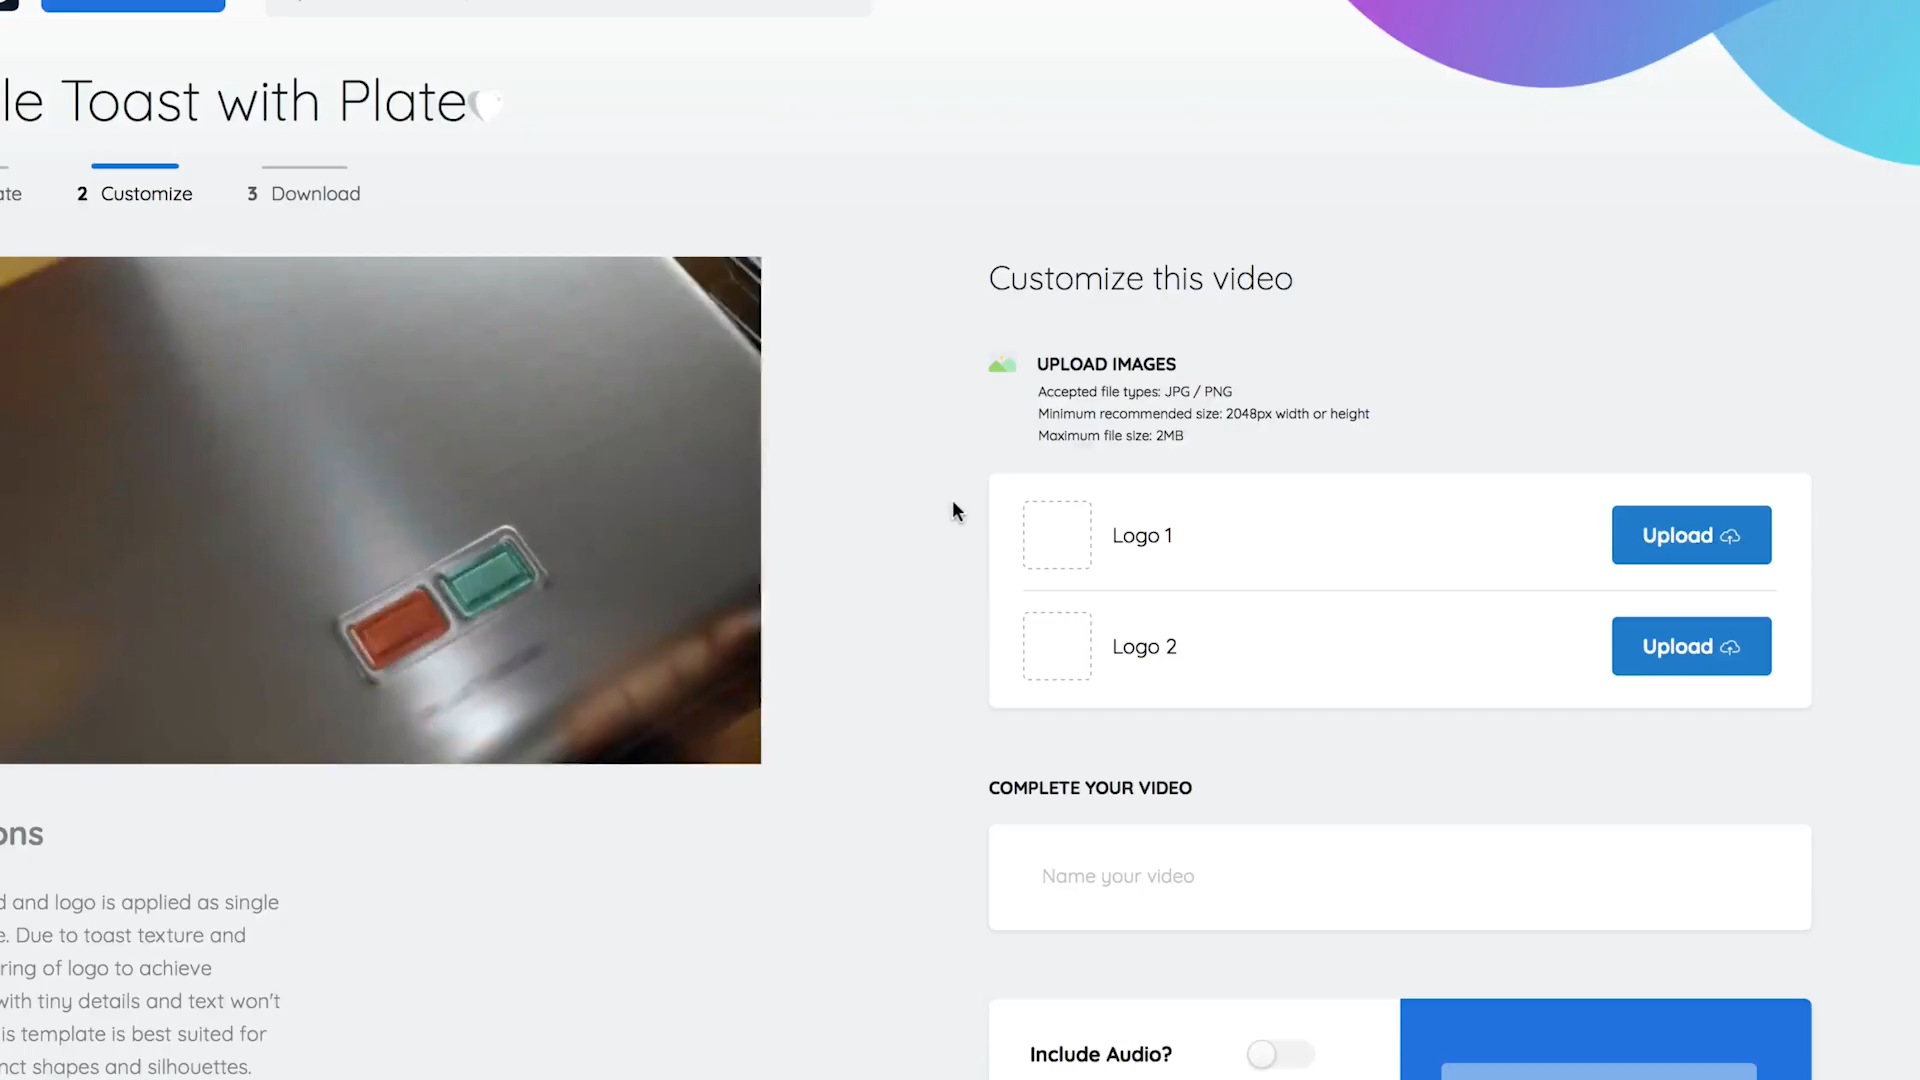 le Toast with Plate
ate
2 Customize
3 Download
Customize this video
UPLOAD IMAGES
Accepted file types: JPG / PNG
Minimum recommended size: 2048px width or height
Maximum file size: 2MB
Logo 1
Upload
Logo 2
Upload
COMPLETE YOUR VIDEO
Name your video
ons
d and logo is applied as single
e. Due to toast texture and
ring of logo to achieve
with tiny details and text won't
is template is best suited for
nct shapes and silhouettes.
Include Audio?